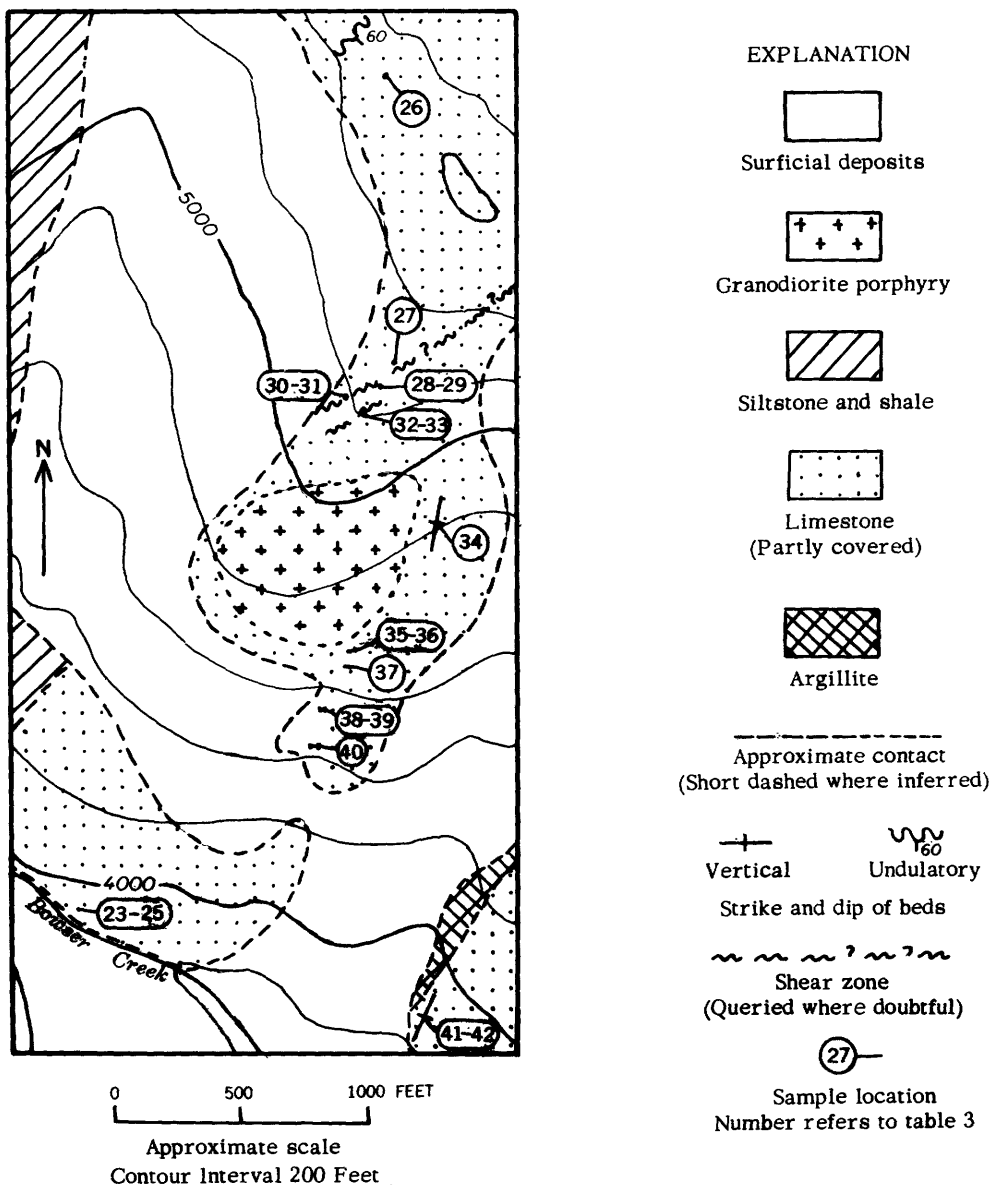 60
26
5000
27
30-31
28-29
32-33
N
34
35-36
37
38-39
40
4000
23-25
Bowser
Creek
41-42
0 500 1000 FEET
Approximate scale
Contour Interval 200 Feet
EXPLANATION
Surficial deposits
Granodiorite porphyry
Siltstone and shale
Limestone
(Partly covered)
Argillite
Approximate contact
(Short dashed where inferred)
60
Vertical Undulatory
Strike and dip of beds
? ?
Shear zone
(Queried where doubtful)
27
Sample location
Number refers to table 3